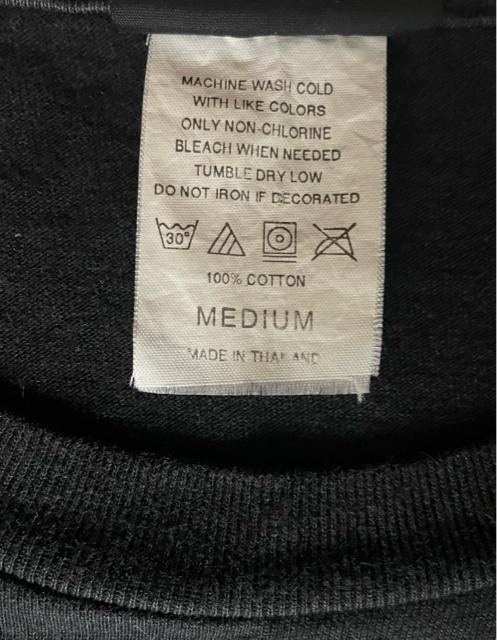 MACHINE WASH COLD
WITH LIKE COLORS
ONLY NON-CHLORINE
BLEACH WHEN NEEDED
TUMBLE DRY LOW
DO NOT IRON IF DECORATED
30°
100% COTTON
MEDIUM
MADE IN THAILAND